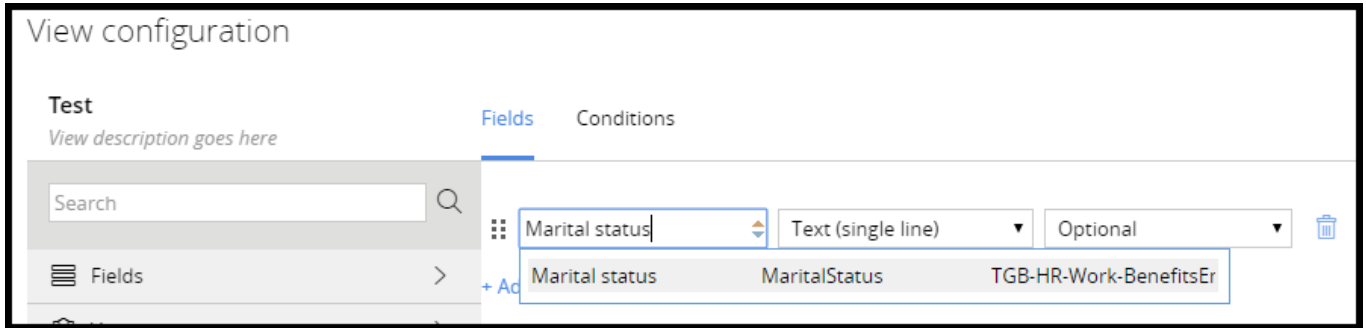 View configuration
Test
View description goes here
Fields Conditions
Search
Marital status Text (single line) Optional
Fields
Marital status MaritalStatus TGB-HR-Work-BenefitsEr
+ Ad